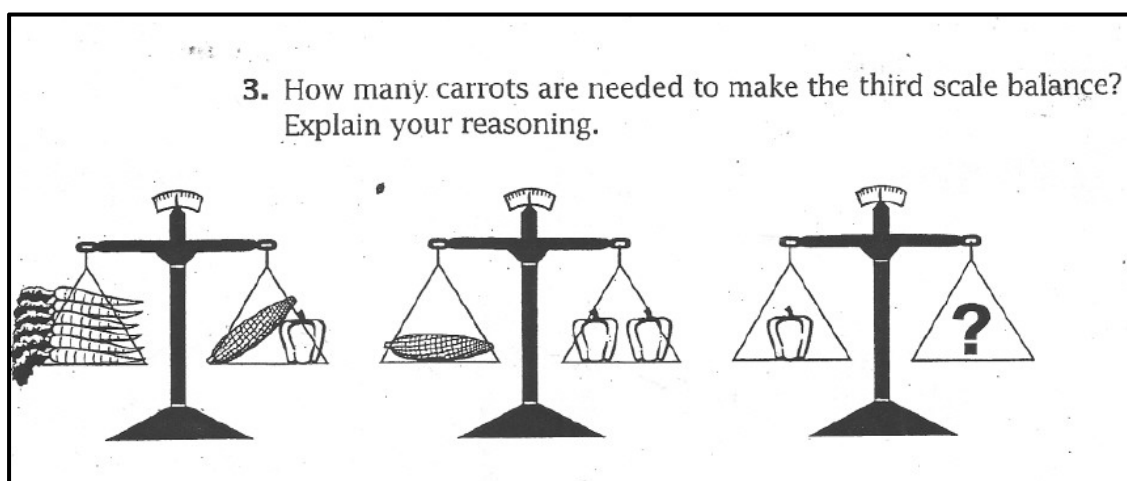 3. How many carrots are needed to make the third scale balance?
Explain your reasoning.
?